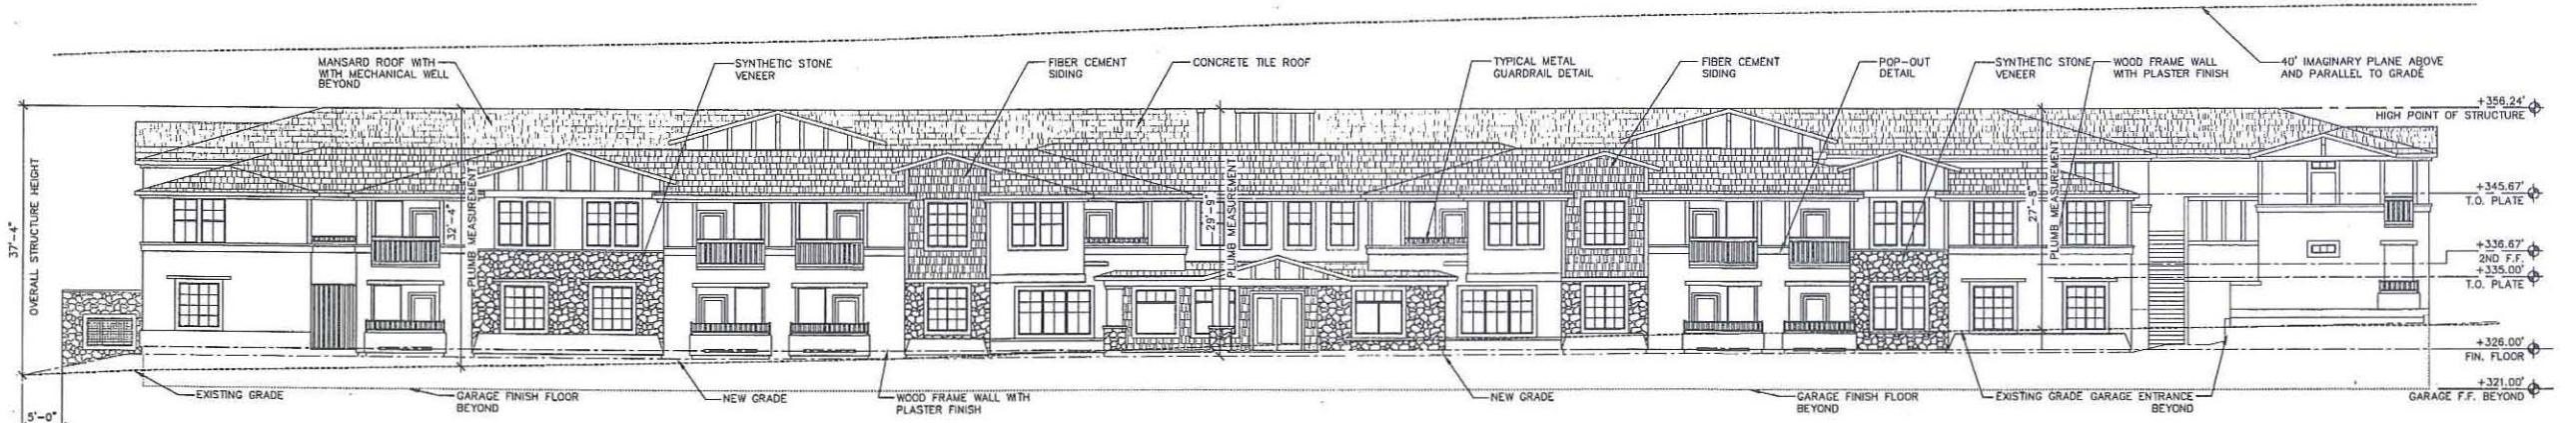 MANSARD ROOF WITH
WITH MECHANICAL WELL
BEYOND
SYNTHETIC STONE
VENEER
FIBER CEMENT
SIDING
CONCRETE TILE ROOF
TYPICAL METAL
GUARDRAIL DETAIL
FIBER CEMENT
SIDING
POP-OUT
DETAIL
SYNTHETIC STONE
VENEER
WOOD FRAME WALL
WITH PLASTER FINISH
40' IMAGINARY PLANE ABOVE
AND PARALLEL TO GRADE
37'-4"
OVERALL STRUCTURE HEIGHT
32'-4"
PLUMB MEASUREMENT
29'-9"
PLUMB MEASUREMENT
27'-8"
PLUMB MEASUREMENT
+356.24'
HIGH POINT OF STRUCTURE
+345.67'
T.O. PLATE
+336.67'
2ND F.F.
+335.00'
T.O. PLATE
+326.00'
FIN. FLOOR
+321.00'
GARAGE F.F. BEYOND
5'-0"
EXISTING GRADE
GARAGE FINISH FLOOR
BEYOND
NEW GRADE
WOOD FRAME WALL WITH
PLASTER FINISH
NEW GRADE
GARAGE FINISH FLOOR
BEYOND
EXISTING GRADE
GARAGE ENTRANCE
BEYOND